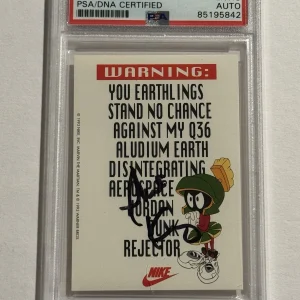 PSA/DNA CERTIFIED
AUTO
PSA
85195842
WARNING:
YOU EARTHLINGS
STAND NO CHANCE
AGAINST MY Q36
ALUDIUM EARTH
DISINTEGRATING
AEROSPACE
JORDAN
REJECTOR
NIKE